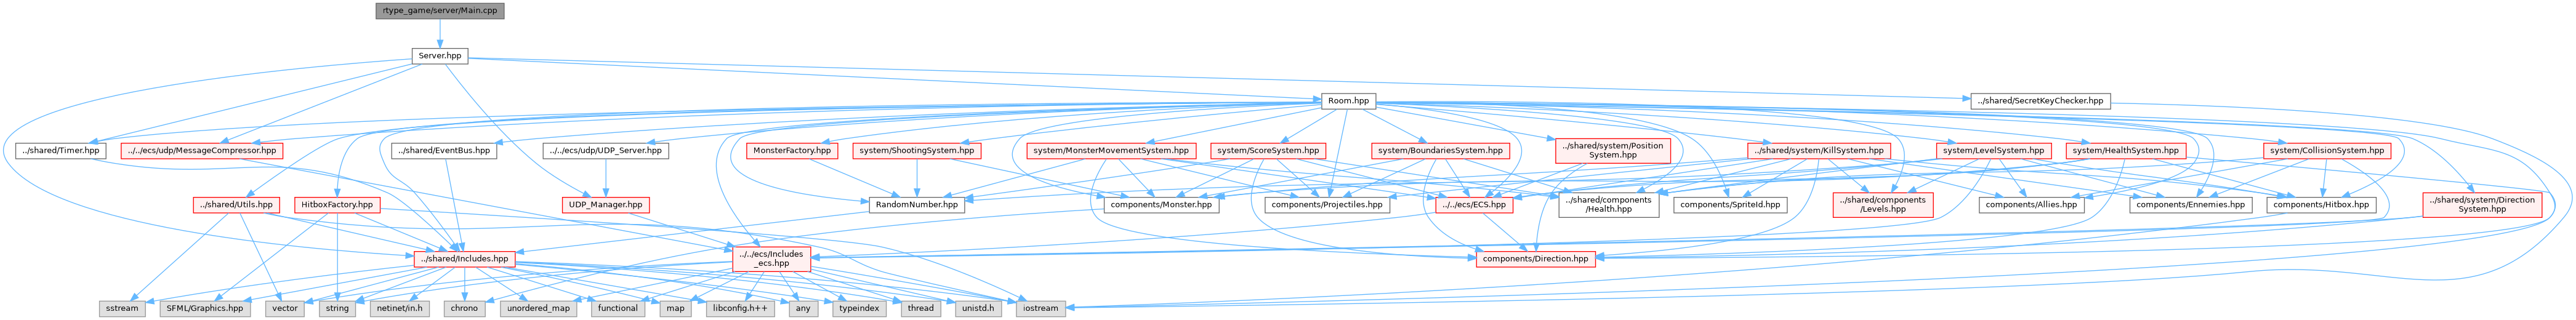 rtype_game/server/Main.cpp
Server.hpp
Room.hpp
../shared/SecretKeyChecker.hpp
../shared/Timer.hpp
../../ecs/udp/MessageCompressor.hpp
../shared/EventBus.hpp
../../ecs/udp/UDP_Server.hpp
MonsterFactory.hpp
system/ShootingSystem.hpp
system/MonsterMovementSystem.hpp
system/ScoreSystem.hpp
system/BoundariesSystem.hpp
../shared/system/Position
System.hpp
../shared/system/KillSystem.hpp
system/LevelSystem.hpp
system/HealthSystem.hpp
system/CollisionSystem.hpp
../shared/Utils.hpp
HitboxFactory.hpp
UDP_Manager.hpp
RandomNumber.hpp
components/Monster.hpp
components/Projectiles.hpp
../../ecs/ECS.hpp
../shared/components
/Health.hpp
components/SpriteId.hpp
../shared/components
/Levels.hpp
components/Allies.hpp
components/Ennemies.hpp
components/Hitbox.hpp
../shared/system/Direction
System.hpp
../shared/Includes.hpp
../../ecs/Includes
_ecs.hpp
components/Direction.hpp
sstream
SFML/Graphics.hpp
vector
string
netinet/in.h
chrono
unordered_map
functional
map
libconfig.h++
any
typeindex
thread
unistd.h
iostream